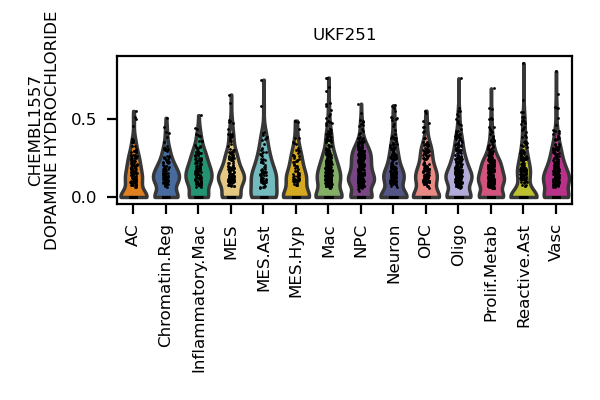 UKF251
CHEMBL1557
DOPAMINE HYDROCHLORIDE
0.5
0.0
AC
Chromatin.Reg
Inflammatory.Mac
MES
MES.Ast
MES.Hyp
Mac
NPC
Neuron
OPC
Oligo
Prolif.Metab
Reactive.Ast
Vasc